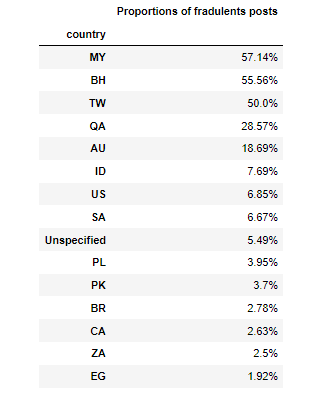 Proportions of fradulents posts
country
MY 57.14%
BH 55.56%
TW 50.0%
QA 28.57%
AU 18.69%
ID 7.69%
US 6.85%
SA 6.67%
Unspecified 5.49%
PL 3.95%
PK 3.7%
BR 2.78%
CA 2.63%
ZA 2.5%
EG 1.92%